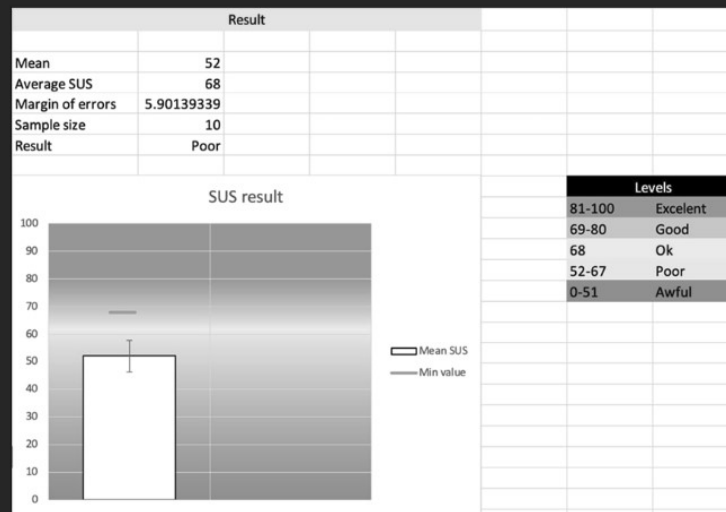 Result
Mean 52
Average SUS 68
Margin of errors 5.90139339
Sample size 10
Result Poor
SUS result
100
90
80
70
60
50
40
30
20
10
0
Mean SUS
Min value
Levels
81-100 Excelent
69-80 Good
68 Ok
52-67 Poor
0-51 Awful